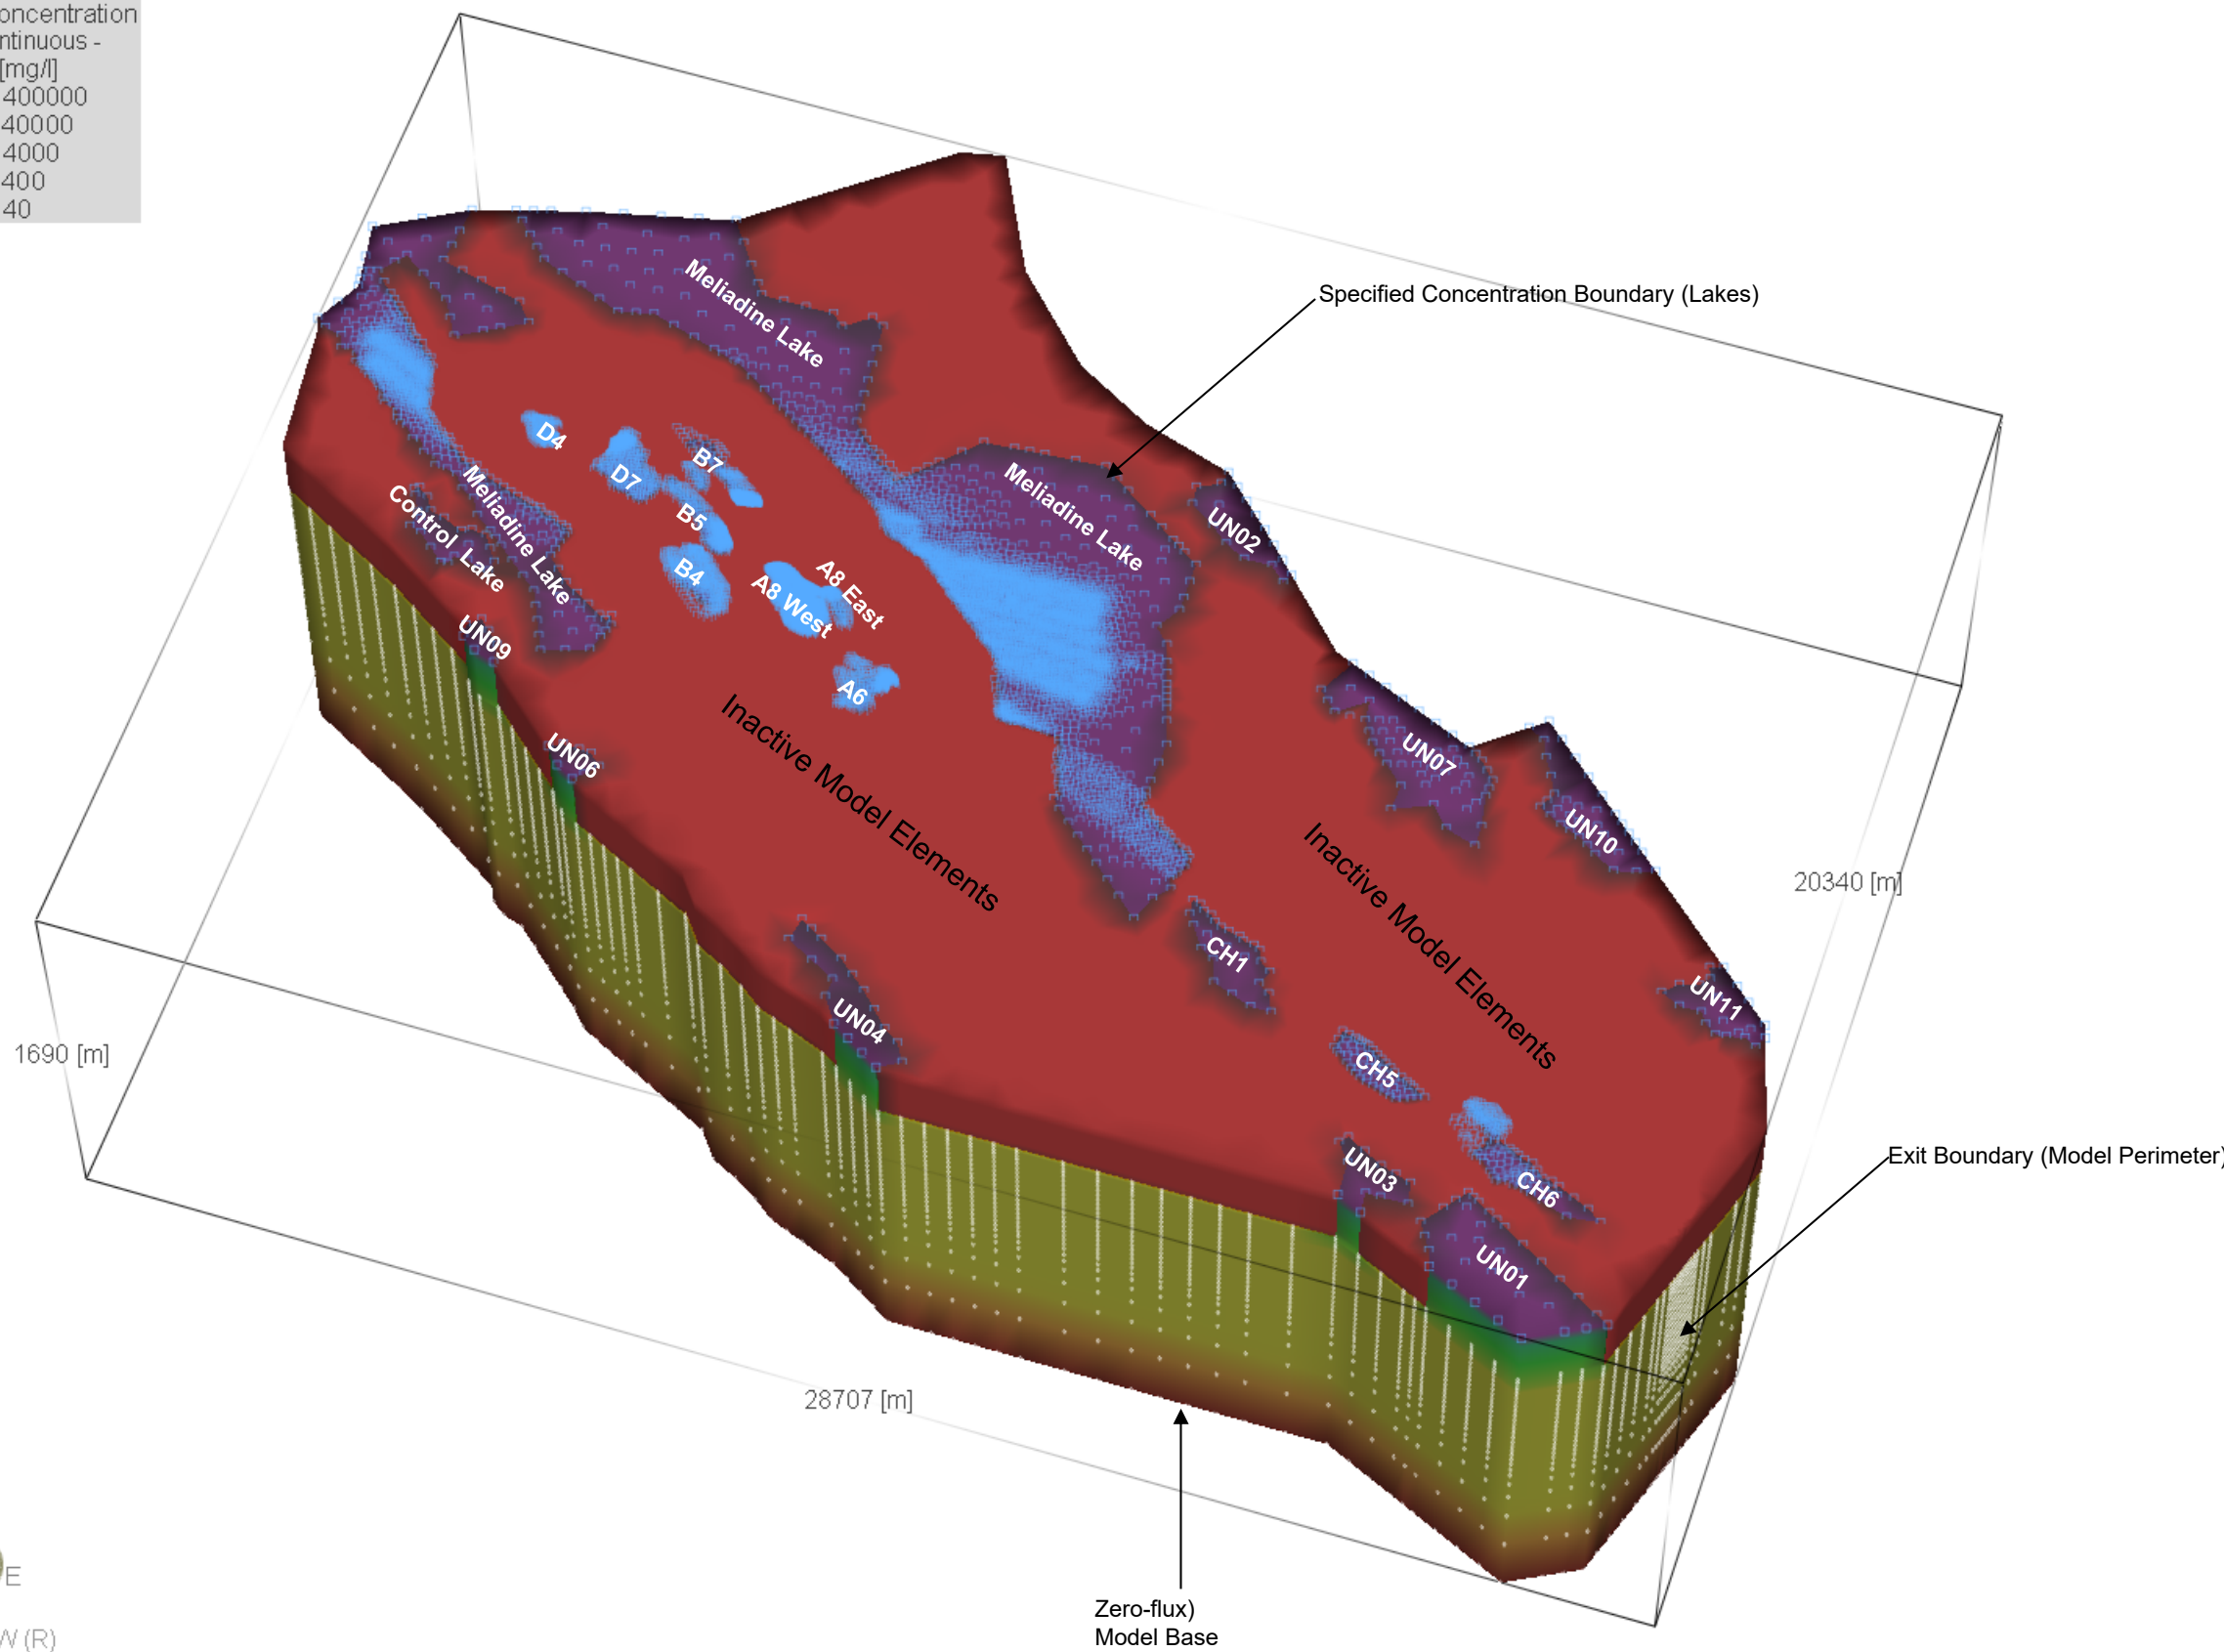 oncentration
ntinuous -
[mg/l]
400000
40000
4000
400
40
Meliadine Lake
Specified Concentration Boundary (Lakes)
Meliadine Lake
UN02
D4
D7
B7
B5
B4
Control Lake
Meliadine Lake
A8 East
A8 West
A6
UN09
UN06
Inactive Model Elements
UN07
UN10
Inactive Model Elements
20340 [m]
CH1
UN11
UN04
1690 [m]
CH5
UN03
CH6
Exit Boundary (Model Perimeter)
UN01
28707 [m]
E
W (R)
Zero-flux)
Model Base